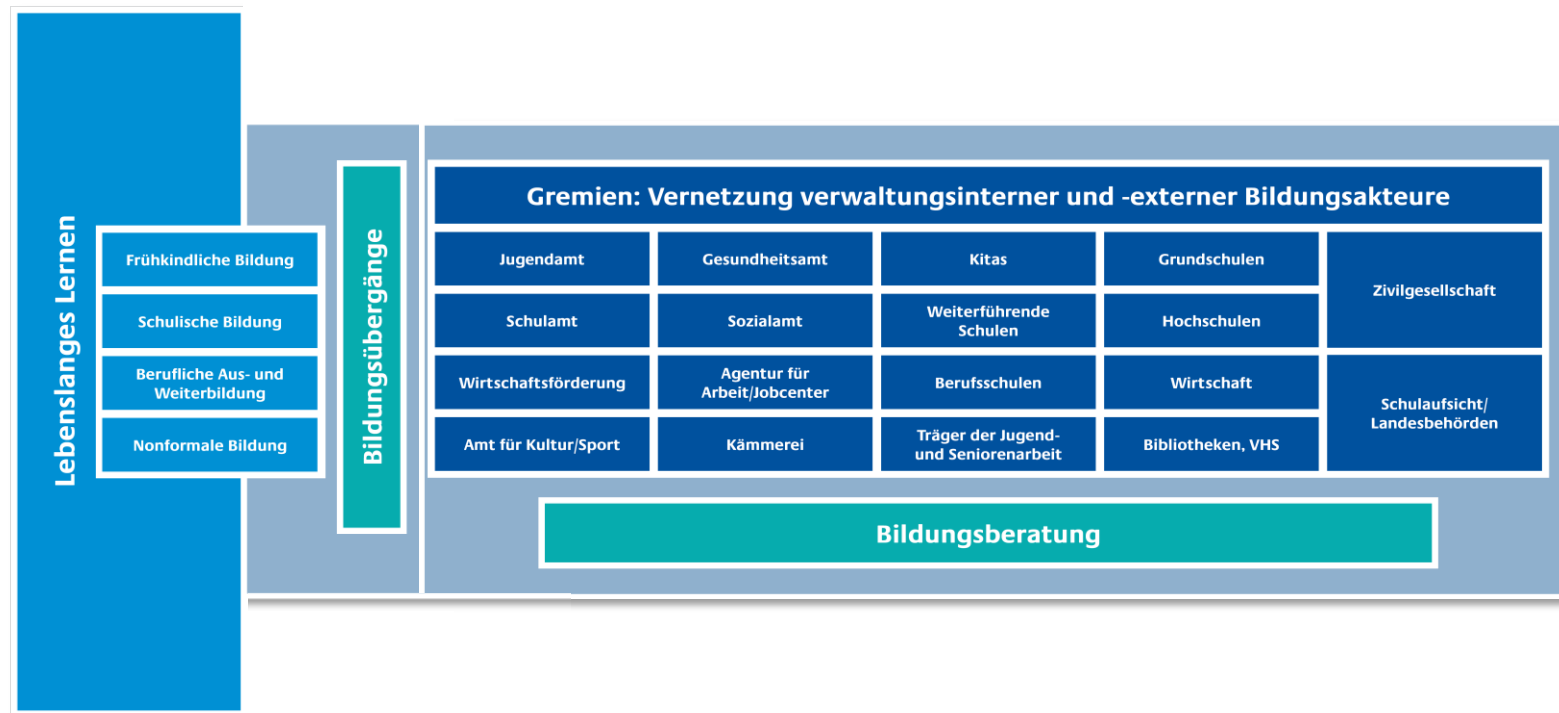 Lebenslanges Lernen
Frühkindliche Bildung
Schulische Bildung
Berufliche Aus- und
Weiterbildung
Nonformale Bildung
Bildungsübergänge
Gremien: Vernetzung verwaltungsinterner und -externer Bildungsakteure
Jugendamt
Gesundheitsamt
Kitas
Grundschulen
Zivilgesellschaft
Schulamt
Sozialamt
Weiterführende
Schulen
Hochschulen
Wirtschaftsförderung
Agentur für
Arbeit/Jobcenter
Berufsschulen
Wirtschaft
Schulaufsicht/
Landesbehörden
Amt für Kultur/Sport
Kämmerei
Träger der Jugend-
und Seniorenarbeit
Bibliotheken, VHS
Bildungsberatung